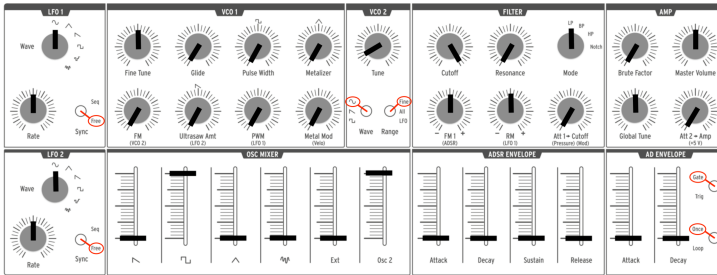 LFO 1
VCO 1
VCO 2
FILTER
AMP
Wave
Fine Tune
Glide
Pulse Width
Metalizer
Tune
Cutoff
Resonance
LP
BP
HP
Notch
Mode
Brute Factor
Master Volume
Rate
Seq
Free
Sync
FM
(VCO 2)
Ultrasaw Amt
(LFO 2)
PWM
(LFO 1)
Metal Mod
(Velo)
Wave
Fine
All
LFO
Range
- +
FM 1
(ADSR)
- +
RM
(LFO 1)
Att 1→ Cutoff
(Pressure) (Mod)
Global Tune
Att 2→ Amp
(+5 V)
LFO 2
OSC MIXER
ADSR ENVELOPE
AD ENVELOPE
Wave
Rate
Seq
Free
Sync
Ext
Osc 2
Attack
Decay
Sustain
Release
Attack
Decay
Gate
Trig
Once
Loop